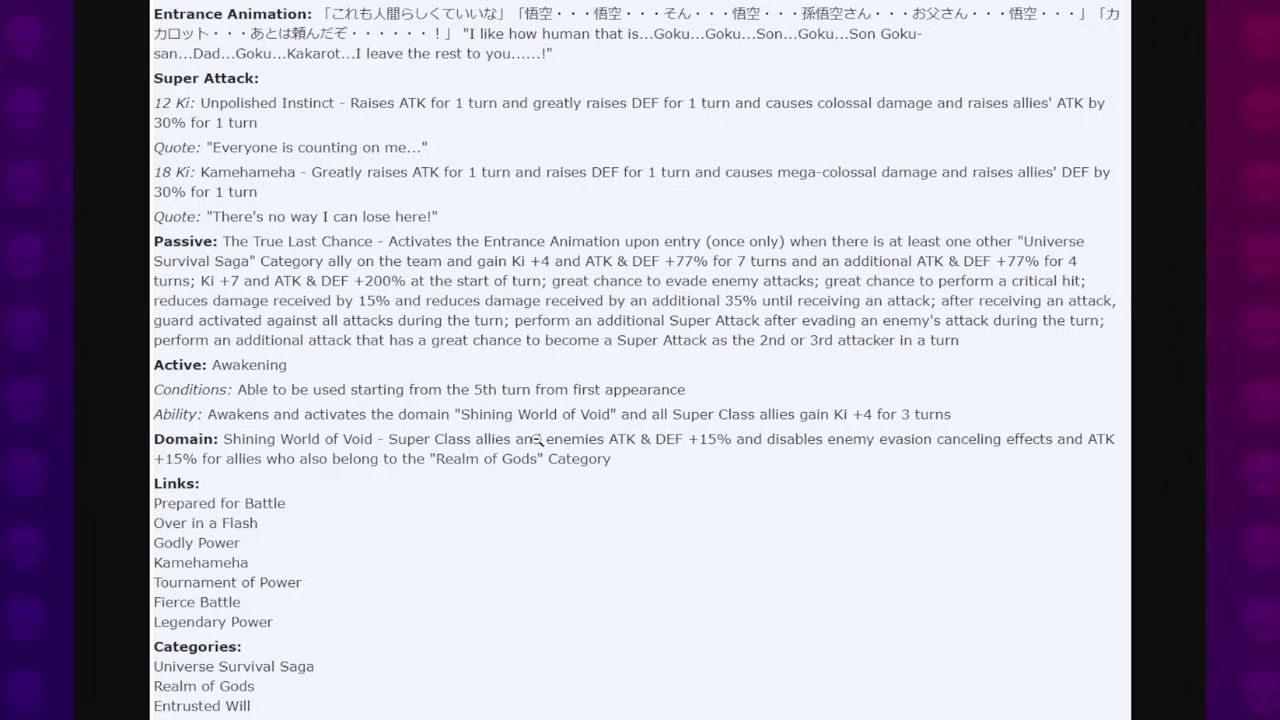 Entrance Animation: 「これも人間らしくていいな」「悟空・・・悟空・・・そん・・・悟空・・・孫悟空さん・・・お父さん・・・悟空・・・」「カ
カロット・・・あとは頼んだぞ・・・・・・！」 "I like how human that is...Goku...Goku...Son...Goku...Son Goku-
san...Dad...Goku...Kakarot...I leave the rest to you......!"
Super Attack:
12 Ki: Unpolished Instinct - Raises ATK for 1 turn and greatly raises DEF for 1 turn and causes colossal damage and raises allies' ATK by
30% for 1 turn
Quote: "Everyone is counting on me..."
18 Ki: Kamehameha - Greatly raises ATK for 1 turn and raises DEF for 1 turn and causes mega-colossal damage and raises allies' DEF by
30% for 1 turn
Quote: "There's no way I can lose here!"
Passive: The True Last Chance - Activates the Entrance Animation upon entry (once only) when there is at least one other "Universe
Survival Saga" Category ally on the team and gain Ki +4 and ATK & DEF +77% for 7 turns and an additional ATK & DEF +77% for 4
turns; Ki +7 and ATK & DEF +200% at the start of turn; great chance to evade enemy attacks; great chance to perform a critical hit;
reduces damage received by 15% and reduces damage received by an additional 35% until receiving an attack; after receiving an attack,
guard activated against all attacks during the turn; perform an additional Super Attack after evading an enemy's attack during the turn;
perform an additional attack that has a great chance to become a Super Attack as the 2nd or 3rd attacker in a turn
Active: Awakening
Conditions: Able to be used starting from the 5th turn from first appearance
Ability: Awakens and activates the domain "Shining World of Void" and all Super Class allies gain Ki +4 for 3 turns
Domain: Shining World of Void - Super Class allies and enemies ATK & DEF +15% and disables enemy evasion canceling effects and ATK
+15% for allies who also belong to the "Realm of Gods" Category
Links:
Prepared for Battle
Over in a Flash
Godly Power
Kamehameha
Tournament of Power
Fierce Battle
Legendary Power
Categories:
Universe Survival Saga
Realm of Gods
Entrusted Will